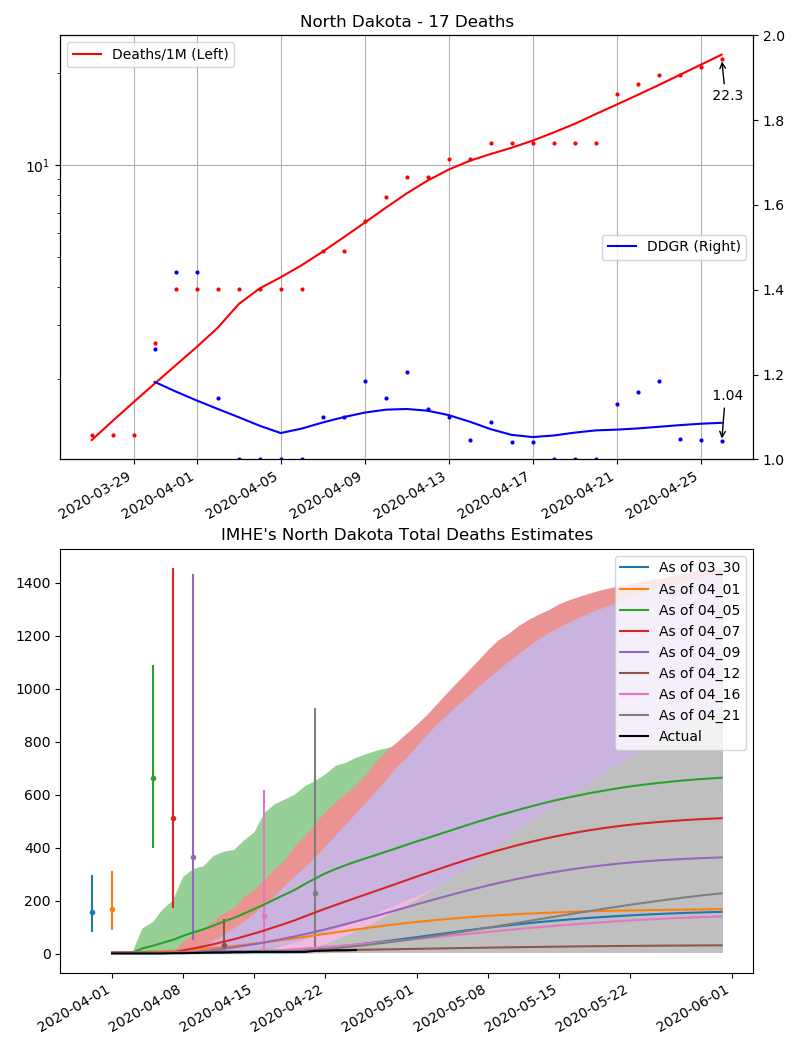 North Dakota - 17 Deaths
Deaths/1M (Left)
2.0
1.8
1.6
1.4
1.2
1.0
10¹
22.3
DDGR (Right)
1.04
2020-03-29
2020-04-01
2020-04-05
2020-04-09
2020-04-13
2020-04-17
2020-04-21
2020-04-25
IMHE's North Dakota Total Deaths Estimates
1400
1200
1000
800
600
400
200
0
As of 03_30
As of 04_01
As of 04_05
As of 04_07
As of 04_09
As of 04_12
As of 04_16
As of 04_21
Actual
2020-04-01
2020-04-08
2020-04-15
2020-04-22
2020-05-01
2020-05-08
2020-05-15
2020-05-22
2020-06-01